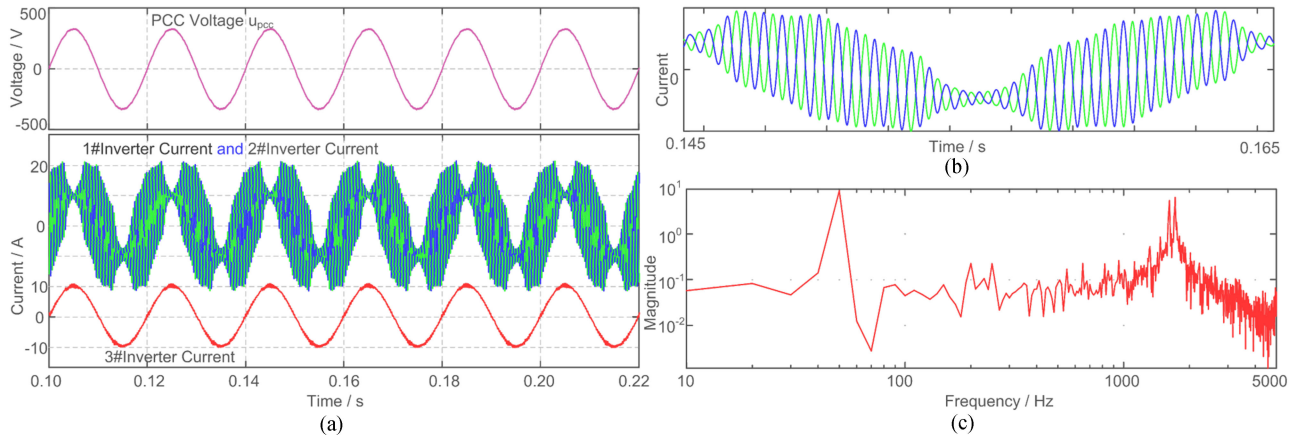 PCC Voltage upcc
Voltage / V
500
0
-500
1#Inverter Current and 2#Inverter Current
Current / A
20
10
0
10
10
0
-10
3#Inverter Current
0.10 0.12 0.14 0.16 0.18 0.20 0.22
Time / s
(a)
Current
0
0.145 Time / s 0.165
(b)
Magnitude
10^1
10^0
10^-1
10^-2
10 100 1000 5000
Frequency / Hz
(c)